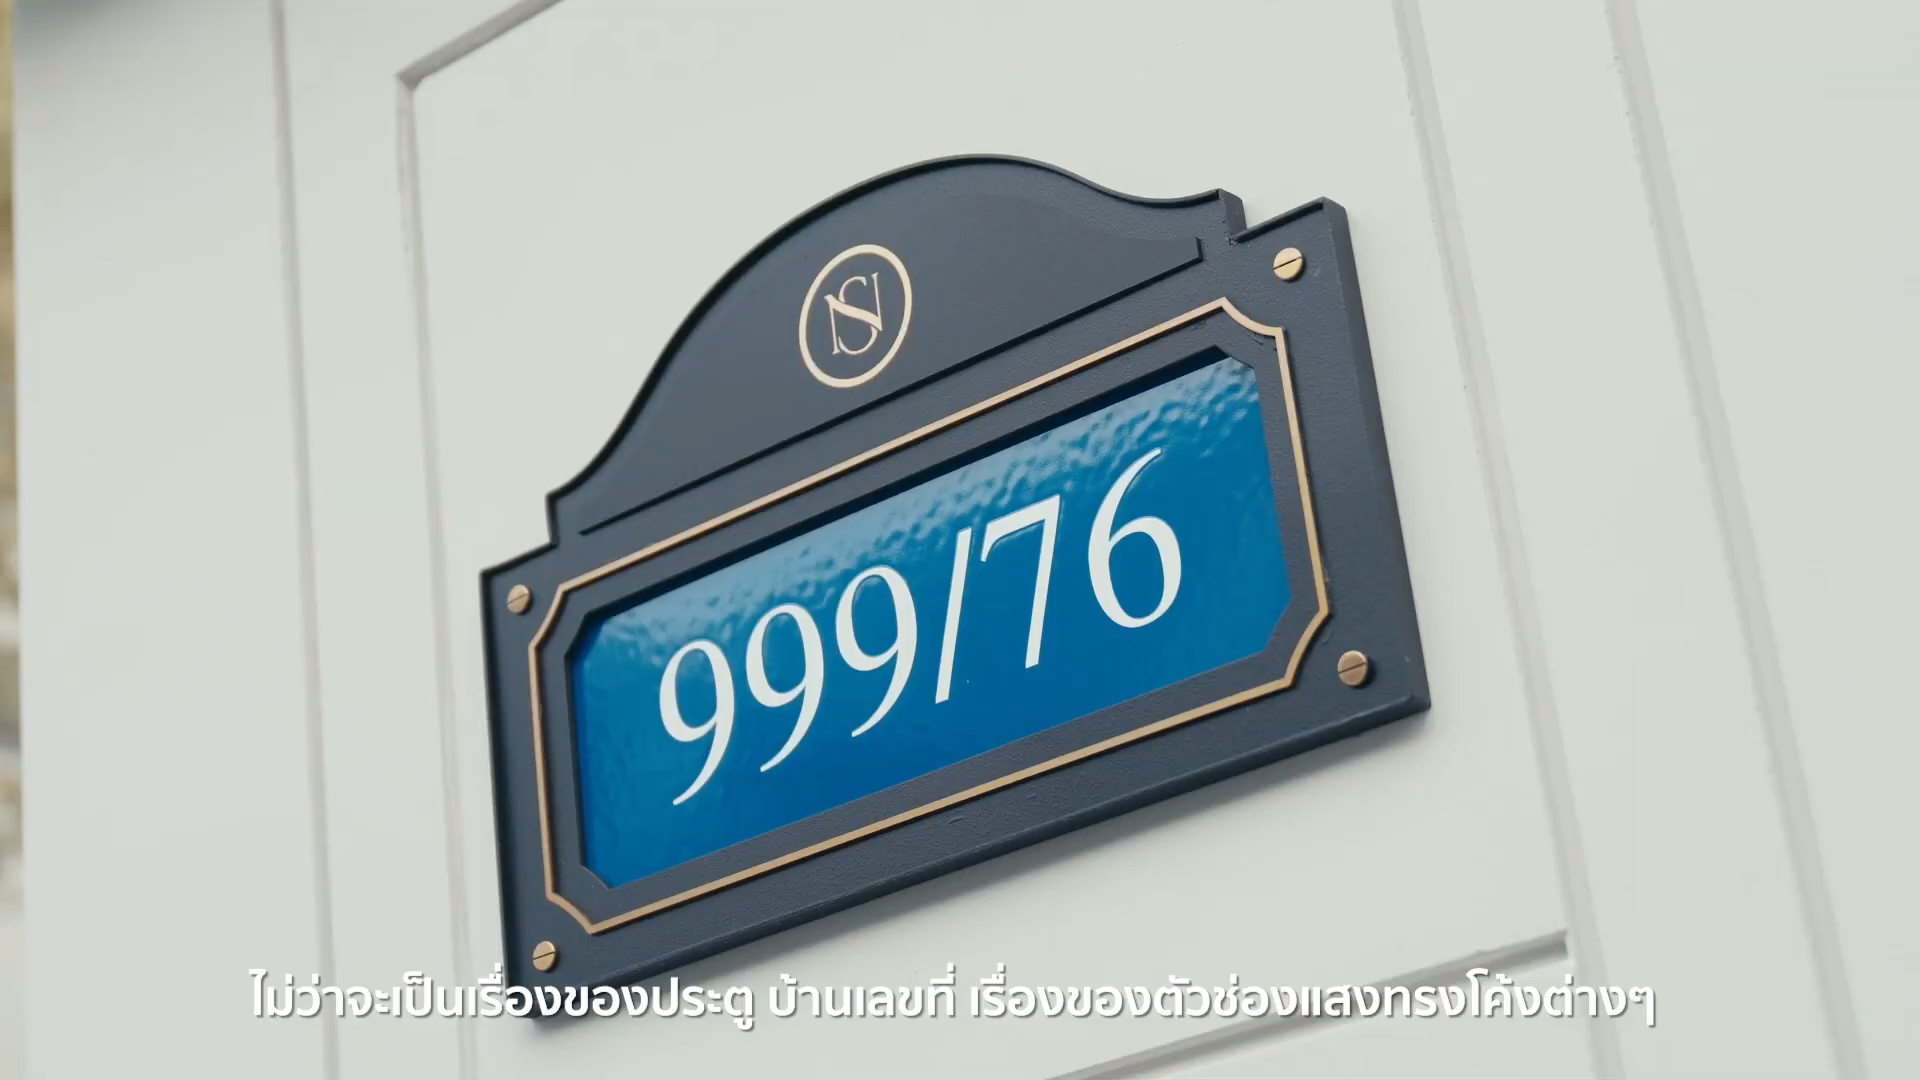 NS
999/76
ไม่ว่าจะเป็นเรื่องของประตู บ้านเลขที่ เรื่องของตัวช่องแสงทรงโค้งต่างๆ